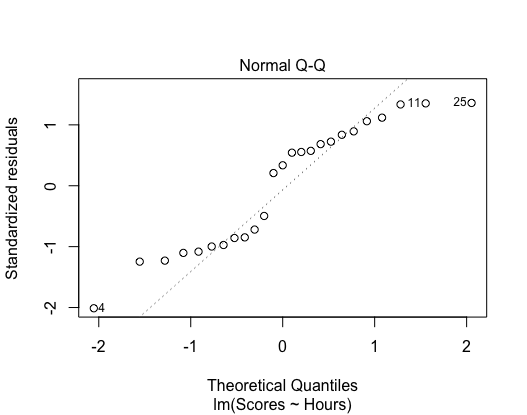 Normal Q-Q
Standardized residuals
1
0
-1
-2
4
11
25
-2 -1 0 1 2
Theoretical Quantiles
lm(Scores ~ Hours)